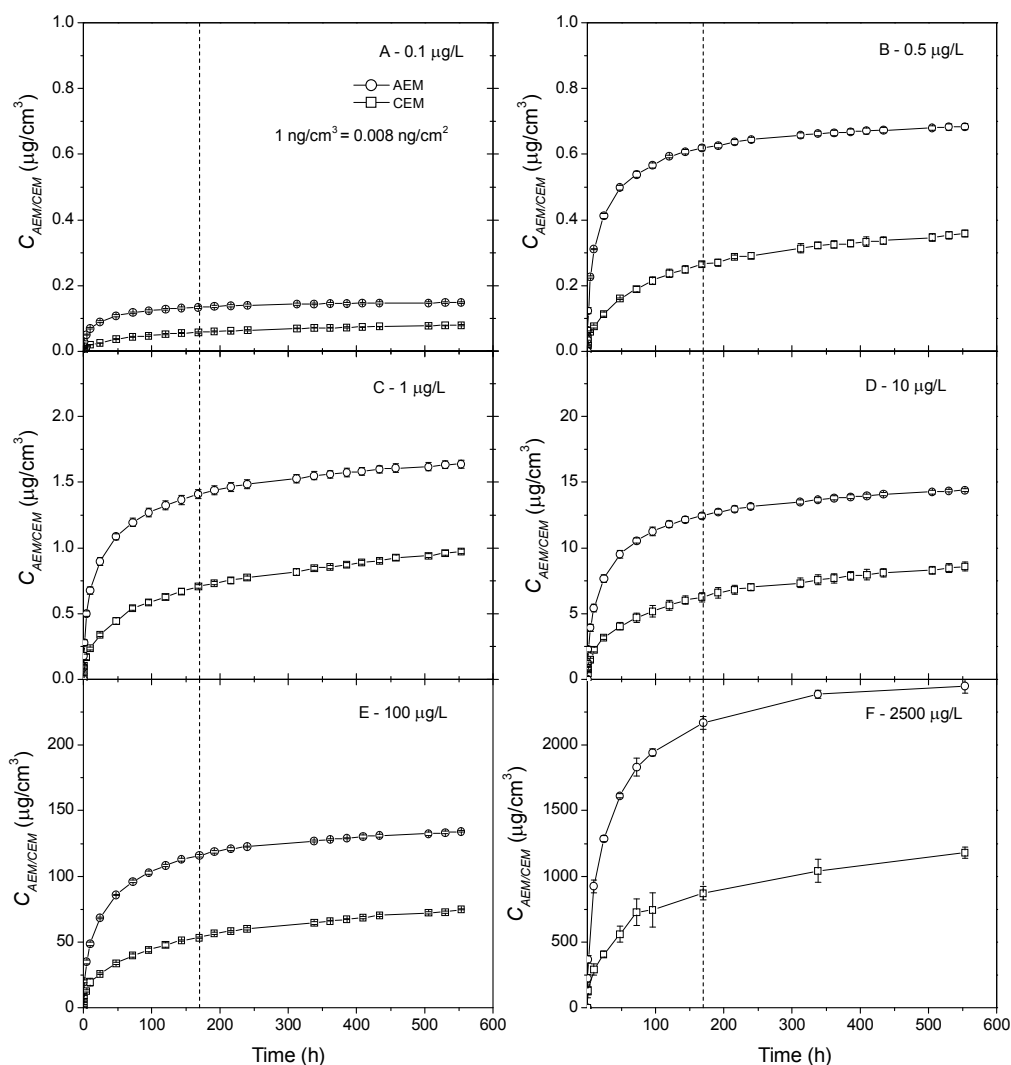 1.0
0.8
0.6
0.4
0.2
0.0
C_AEM/CEM (μg/cm³)
A - 0.1 μg/L
AEM
CEM
1 ng/cm³ = 0.008 ng/cm²
1.0
0.8
0.6
0.4
0.2
0.0
C_AEM/CEM (μg/cm³)
B - 0.5 μg/L
2.0
1.5
1.0
0.5
0.0
C_AEM/CEM (μg/cm³)
C - 1 μg/L
20
15
10
5
0
C_AEM/CEM (μg/cm³)
D - 10 μg/L
200
150
100
50
0
C_AEM/CEM (μg/cm³)
E - 100 μg/L
0 100 200 300 400 500 600
Time (h)
2000
1500
1000
500
0
C_AEM/CEM (μg/cm³)
F - 2500 μg/L
0 100 200 300 400 500 600
Time (h)